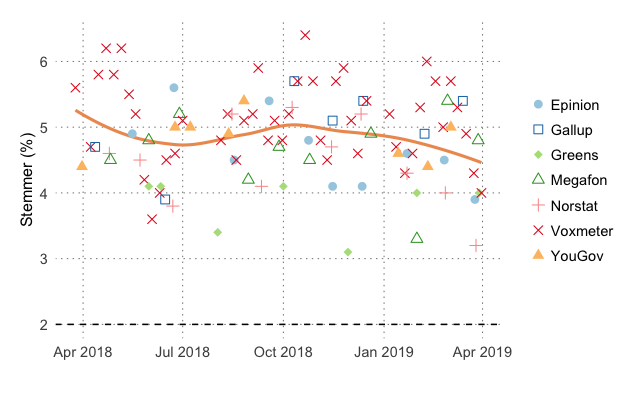 6
5
4
3
2
Stemmer (%)
Apr 2018
Jul 2018
Oct 2018
Jan 2019
Apr 2019
Epinion
Gallup
Greens
Megafon
Norstat
Voxmeter
YouGov